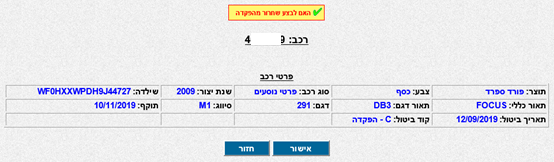 האם לבצע שחרור מהפקדה
רכב: 4 9
פרטי רכב
תוצר: פורד ספרד צבע: כסף סוג רכב: פרטי נוסעים שנת יצור: 2009 שילדה: WF0HXXWPDH9J44727
תאור כללי: FOCUS תאור דגם: DB3 דגם: 291 סיווג: M1 תוקף: 10/11/2019
תאריך ביטול: 12/09/2019 קוד ביטול: C - הפקדה
אישור חזור